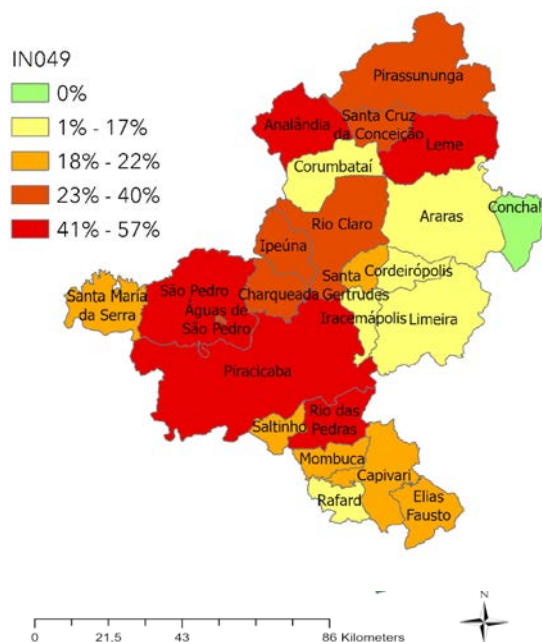 IN049
0%
1% - 17%
18% - 22%
23% - 40%
41% - 57%
Pirassununga
Santa Cruz
da Conceição
Analândia
Leme
Corumbataí
Conchal
Araras
Rio Claro
Ipeúna
Santa
Gertrudes
Cordeirópolis
Charqueada
São Pedro
Águas de
São Pedro
Santa Maria
da Serra
Iracemápolis
Limeira
Piracicaba
Rio das
Pedras
Saltinho
Mombuca
Capivari
Rafard
Elias
Fausto
N
0 21.5 43 86 Kilometers